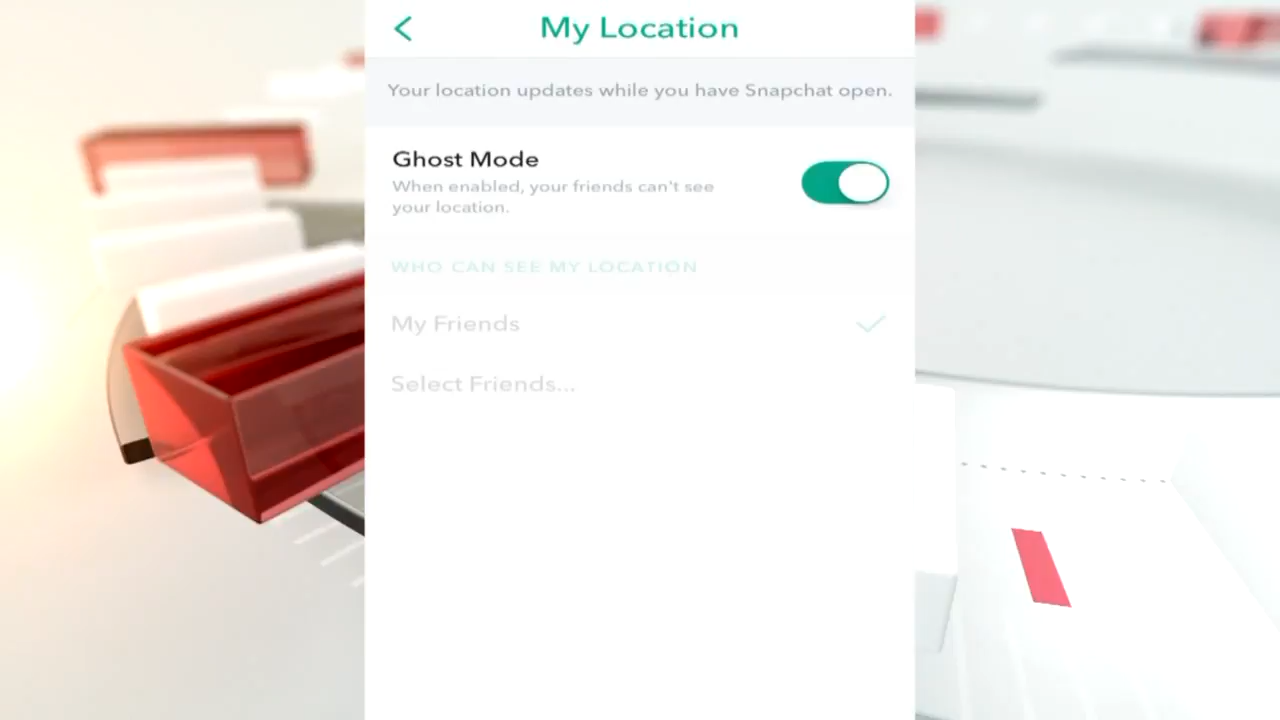 My Location
Your location updates while you have Snapchat open.
Ghost Mode
When enabled, your friends can't see
your location.
WHO CAN SEE MY LOCATION
My Friends
Select Friends...